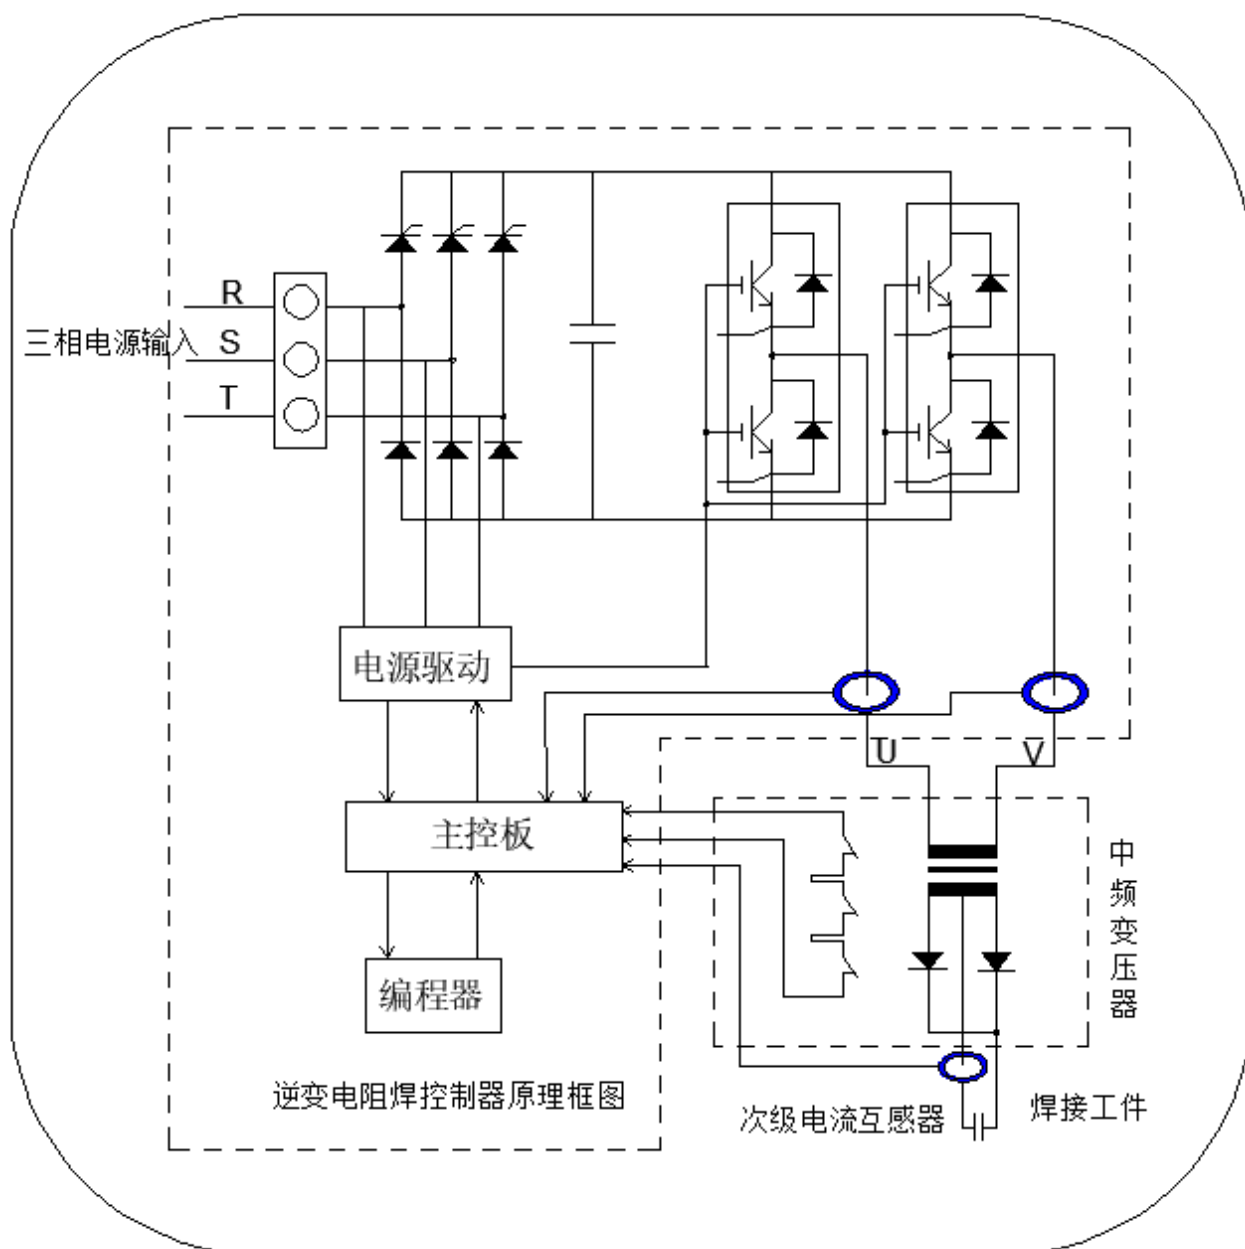 R
三相电源输入 S
T
电源驱动
U
V
主控板
中频变压器
编程器
逆变电阻焊控制器原理框图
次级电流互感器
焊接工件